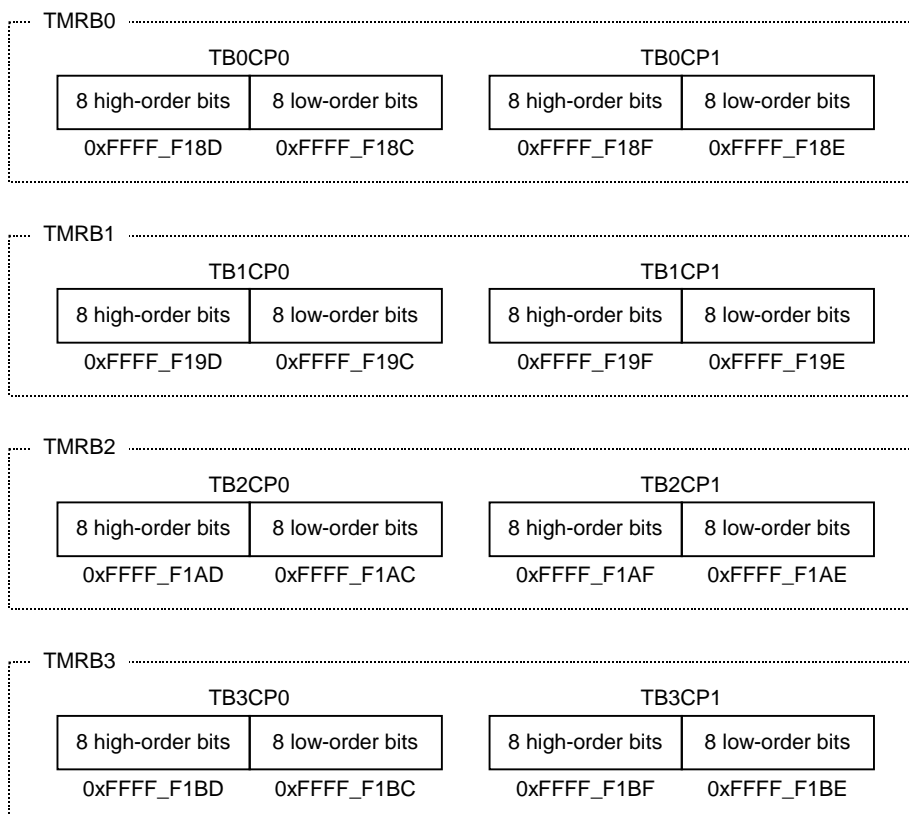 TMRB0
TB0CP0 TB0CP1
8 high-order bits 8 low-order bits 8 high-order bits 8 low-order bits
0xFFFF_F18D 0xFFFF_F18C 0xFFFF_F18F 0xFFFF_F18E
TMRB1
TB1CP0 TB1CP1
8 high-order bits 8 low-order bits 8 high-order bits 8 low-order bits
0xFFFF_F19D 0xFFFF_F19C 0xFFFF_F19F 0xFFFF_F19E
TMRB2
TB2CP0 TB2CP1
8 high-order bits 8 low-order bits 8 high-order bits 8 low-order bits
0xFFFF_F1AD 0xFFFF_F1AC 0xFFFF_F1AF 0xFFFF_F1AE
TMRB3
TB3CP0 TB3CP1
8 high-order bits 8 low-order bits 8 high-order bits 8 low-order bits
0xFFFF_F1BD 0xFFFF_F1BC 0xFFFF_F1BF 0xFFFF_F1BE